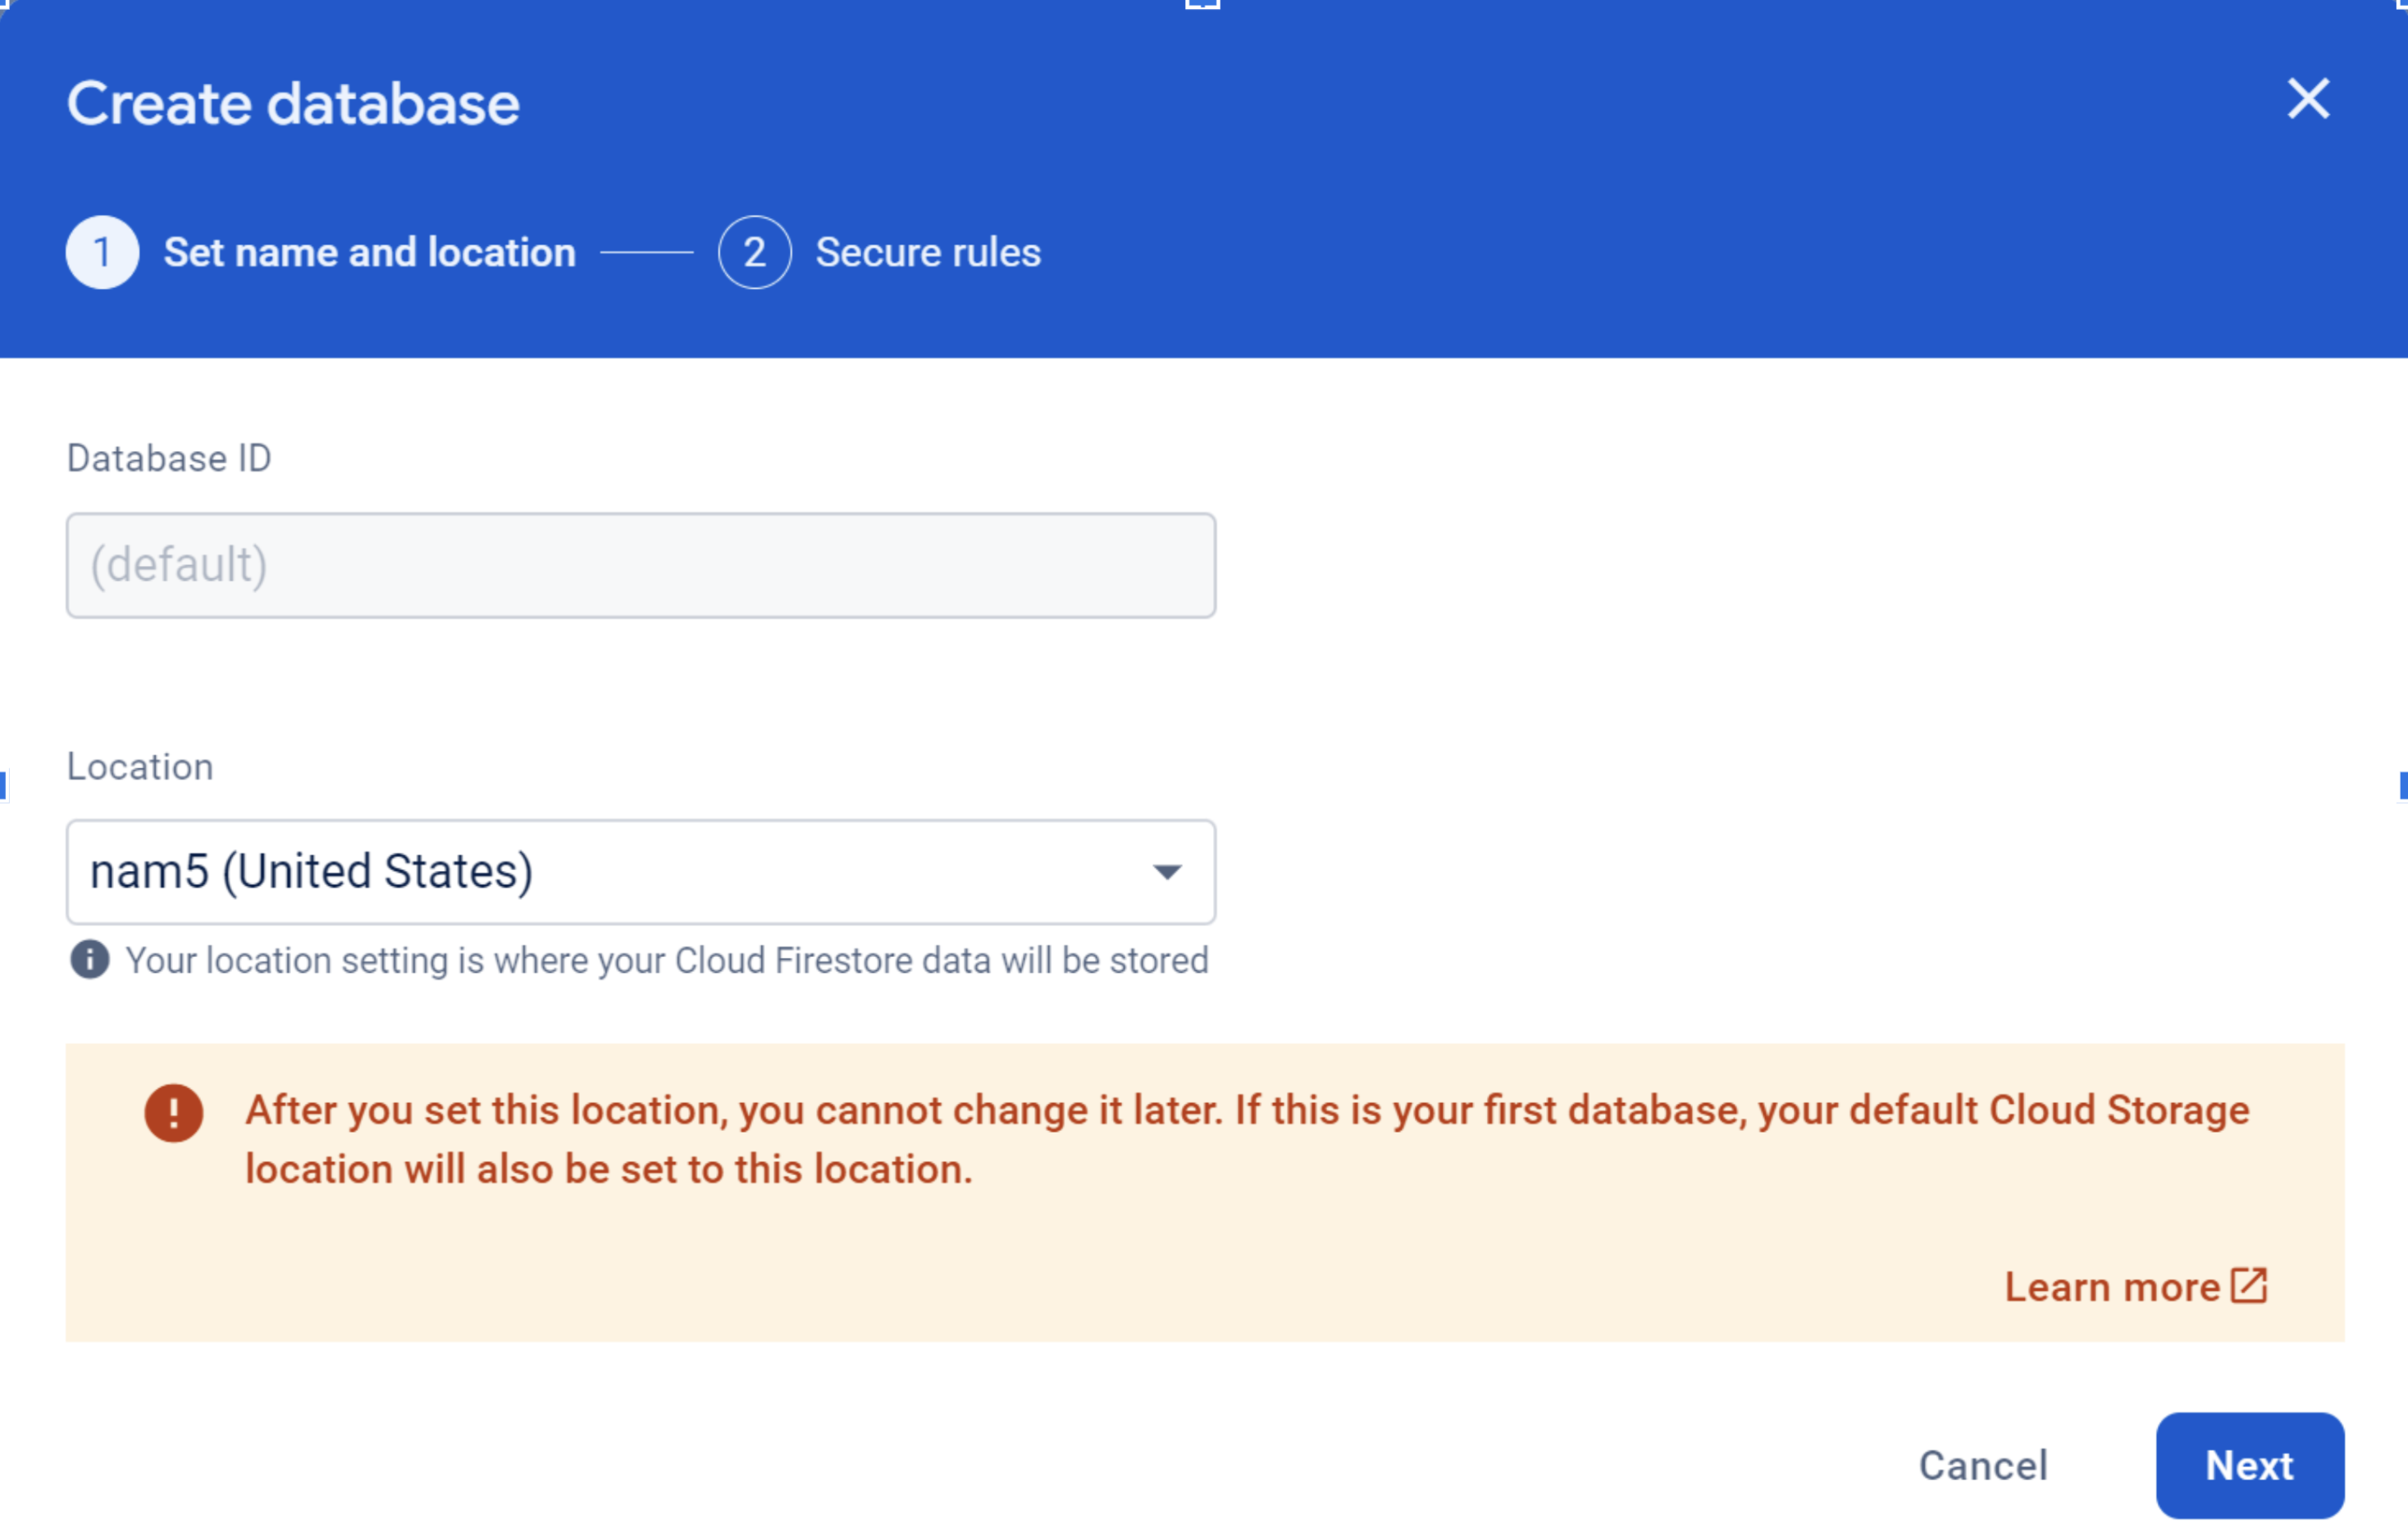 Create database
1 Set name and location 2 Secure rules
Database ID
(default)
Location
nam5 (United States)
Your location setting is where your Cloud Firestore data will be stored
After you set this location, you cannot change it later. If this is your first database, your default Cloud Storage
location will also be set to this location.
Learn more
Cancel Next